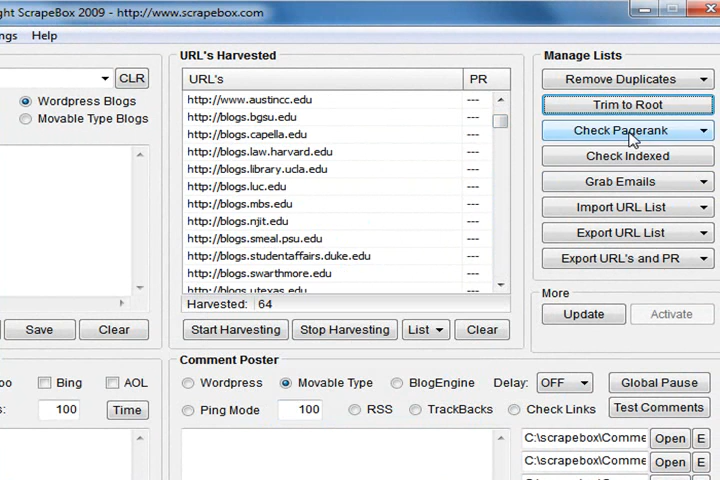 ght ScrapeBox 2009 - http://www.scrapebox.com
ngs Help
CLR
Wordpress Blogs
Movable Type Blogs
Save Clear
URL's Harvested
URL's PR
http://www.austincc.edu ---
http://blogs.bgsu.edu ---
http://blogs.capella.edu ---
http://blogs.law.harvard.edu ---
http://blogs.library.ucla.edu ---
http://blogs.luc.edu ---
http://blogs.mbs.edu ---
http://blogs.njit.edu ---
http://blogs.smeal.psu.edu ---
http://blogs.studentaffairs.duke.edu ---
http://blogs.swarthmore.edu ---
http://blogs.utexas.edu ---
Harvested: 64
Start Harvesting Stop Harvesting List Clear
Manage Lists
Remove Duplicates
Trim to Root
Check Pagerank
Check Indexed
Grab Emails
Import URL List
Export URL List
Export URL's and PR
More
Update Activate
oo Bing AOL
s: 100 Time
Comment Poster
Wordpress Movable Type BlogEngine Delay: OFF Global Pause
Ping Mode 100 RSS TrackBacks Check Links Test Comments
C:\scrapebox\Comme Open E
C:\scrapebox\Comme Open E